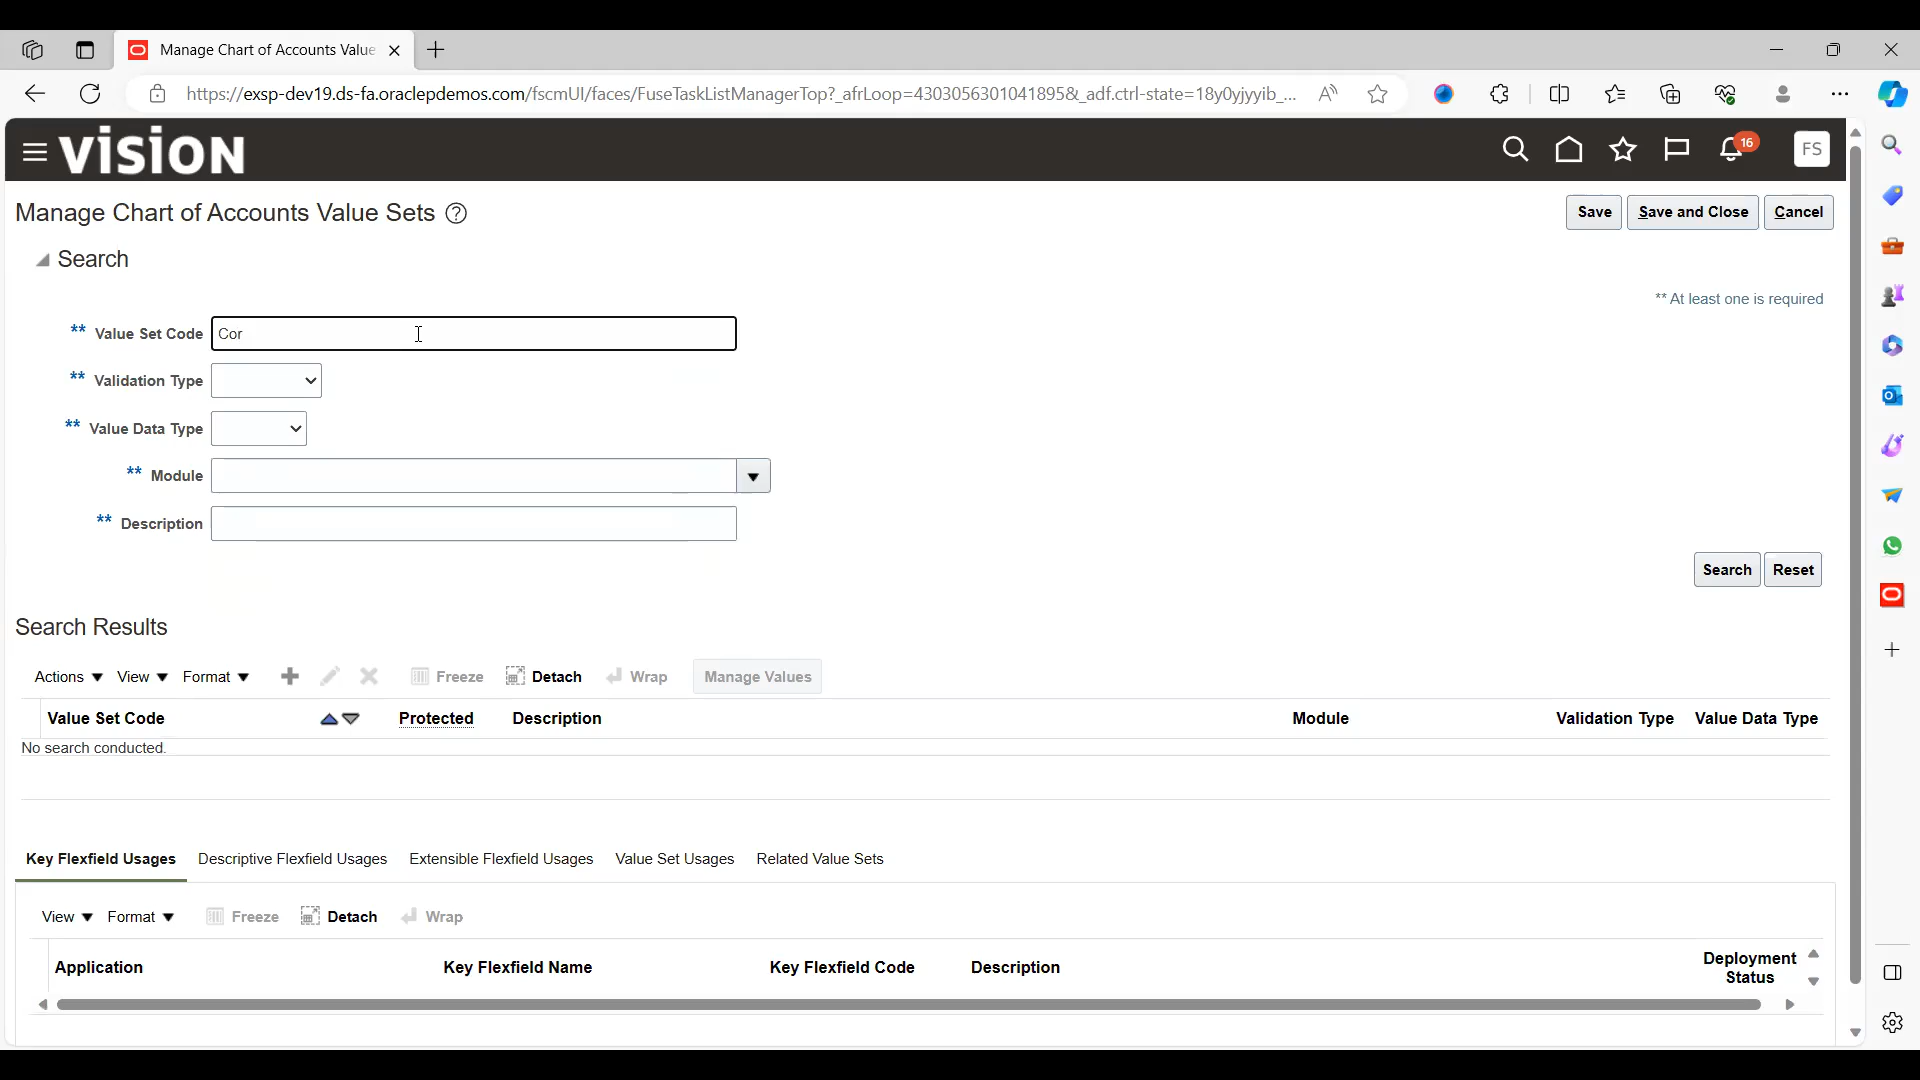 Manage Chart of Accounts Value
https://exsp-dev19.ds-fa.oraclepdemos.com/fscmUI/faces/FuseTaskListManagerTop?_afrLoop=4303056301041895&_adf.ctrl-state=18y0yjyyib_...
VISION
16
FS
Manage Chart of Accounts Value Sets ?
Save
Save and Close
Cancel
Search
** At least one is required
** Value Set Code Cor
** Validation Type
** Value Data Type
** Module
** Description
Search
Reset
Search Results
Actions View Format Freeze Detach Wrap Manage Values
Value Set Code Protected Description Module Validation Type Value Data Type
No search conducted.
Key Flexfield Usages Descriptive Flexfield Usages Extensible Flexfield Usages Value Set Usages Related Value Sets
View Format Freeze Detach Wrap
Application Key Flexfield Name Key Flexfield Code Description Deployment
Status